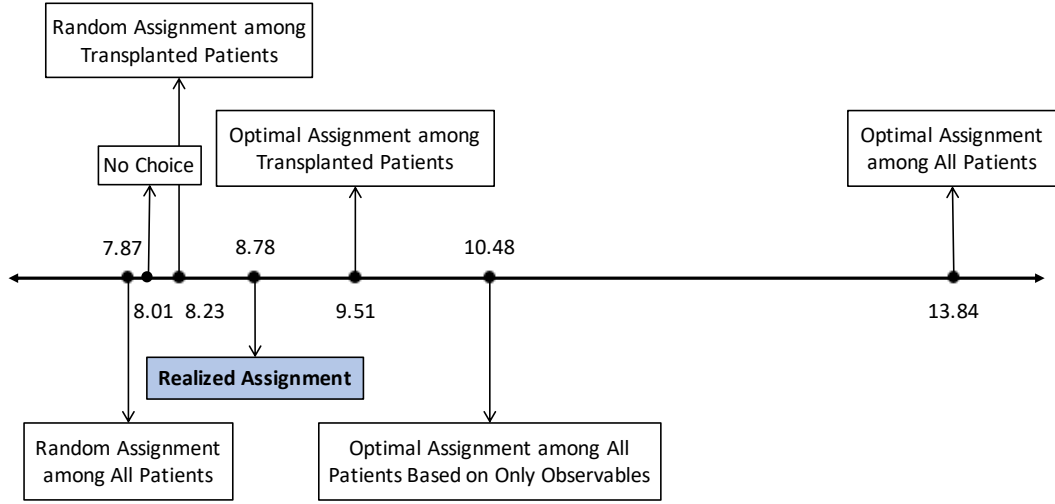 Random Assignment among
Transplanted Patients
No Choice
Optimal Assignment among
Transplanted Patients
Optimal Assignment
among All Patients
7.87
8.78
10.48
8.01
8.23
9.51
13.84
Realized Assignment
Random Assignment
among All Patients
Optimal Assignment among All
Patients Based on Only Observables